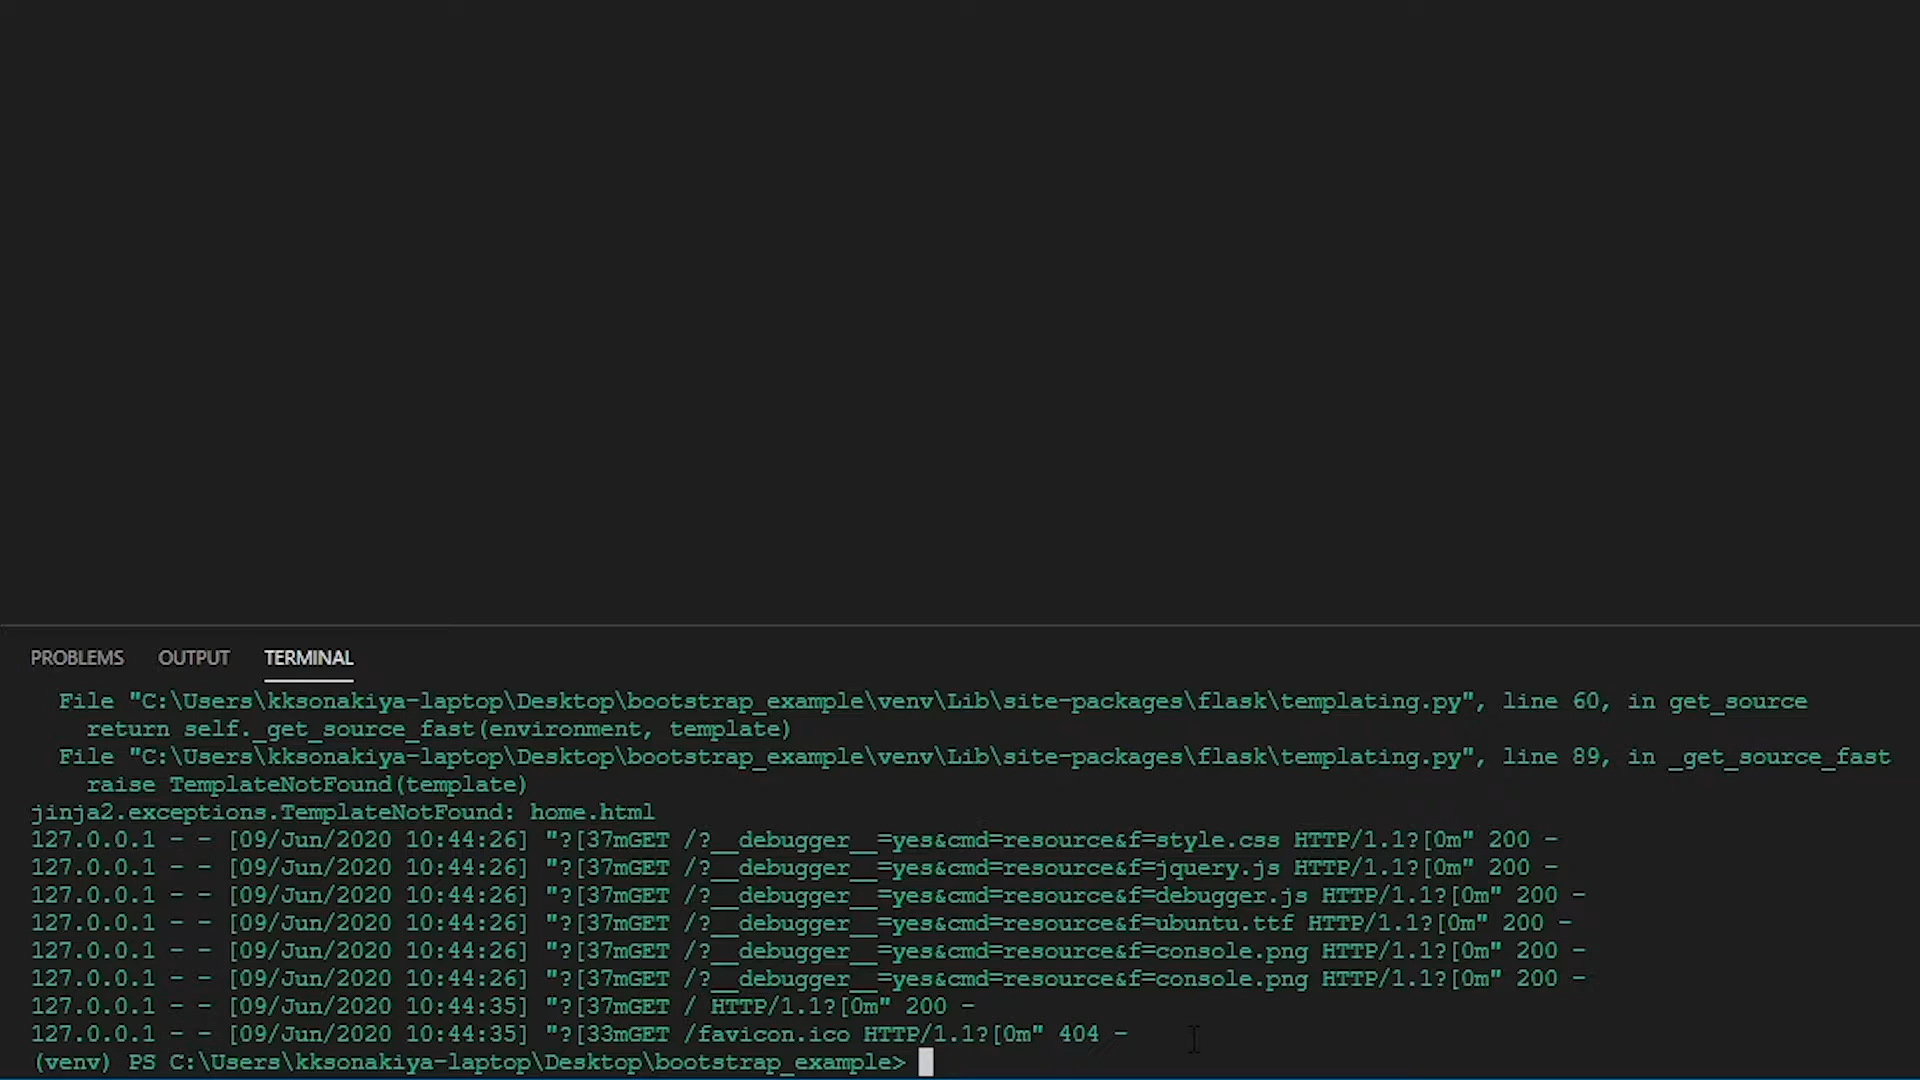 PROBLEMS OUTPUT TERMINAL
File "C:\Users\kksonakiya-laptop\Desktop\bootstrap_example\venv\Lib\site-packages\flask\templating.py", line 60, in get_source
return self._get_source_fast(environment, template)
File "C:\Users\kksonakiya-laptop\Desktop\bootstrap_example\venv\Lib\site-packages\flask\templating.py", line 89, in _get_source_fast
raise TemplateNotFound(template)
jinja2.exceptions.TemplateNotFound: home.html
127.0.0.1 - - [09/Jun/2020 10:44:26] "?[37mGET /?__debugger__=yes&cmd=resource&f=style.css HTTP/1.1?[0m" 200 -
127.0.0.1 - - [09/Jun/2020 10:44:26] "?[37mGET /?__debugger__=yes&cmd=resource&f=jquery.js HTTP/1.1?[0m" 200 -
127.0.0.1 - - [09/Jun/2020 10:44:26] "?[37mGET /?__debugger__=yes&cmd=resource&f=debugger.js HTTP/1.1?[0m" 200 -
127.0.0.1 - - [09/Jun/2020 10:44:26] "?[37mGET /?__debugger__=yes&cmd=resource&f=ubuntu.ttf HTTP/1.1?[0m" 200 -
127.0.0.1 - - [09/Jun/2020 10:44:26] "?[37mGET /?__debugger__=yes&cmd=resource&f=console.png HTTP/1.1?[0m" 200 -
127.0.0.1 - - [09/Jun/2020 10:44:26] "?[37mGET /?__debugger__=yes&cmd=resource&f=console.png HTTP/1.1?[0m" 200 -
127.0.0.1 - - [09/Jun/2020 10:44:35] "?[37mGET / HTTP/1.1?[0m" 200 -
127.0.0.1 - - [09/Jun/2020 10:44:35] "?[33mGET /favicon.ico HTTP/1.1?[0m" 404 -
(venv) PS C:\Users\kksonakiya-laptop\Desktop\bootstrap_example>